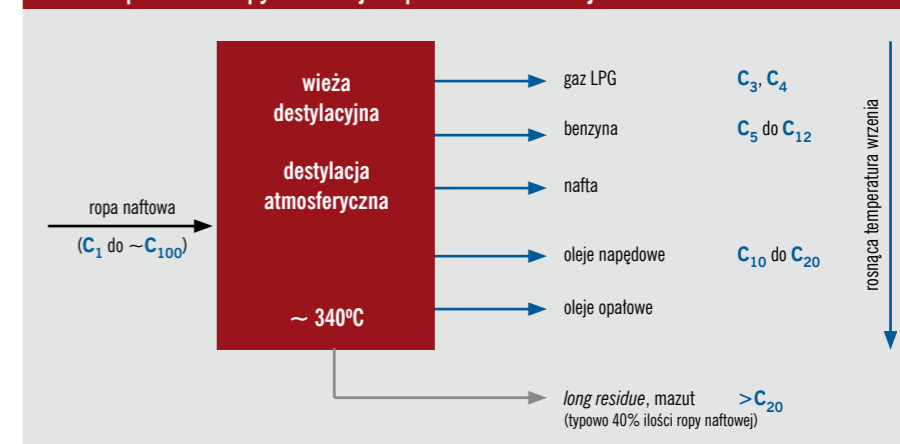 wieża
destylacyjna
destylacja
atmosferyczna
~ 340ºC
ropa naftowa
(C1 do ~C100)
gaz LPG C3, C4
benzyna C5 do C12
nafta
oleje napędowe C10 do C20
oleje opałowe
long residue, mazut >C20
(typowo 40% ilości ropy naftowej)
rosnąca temperatura wrzenia